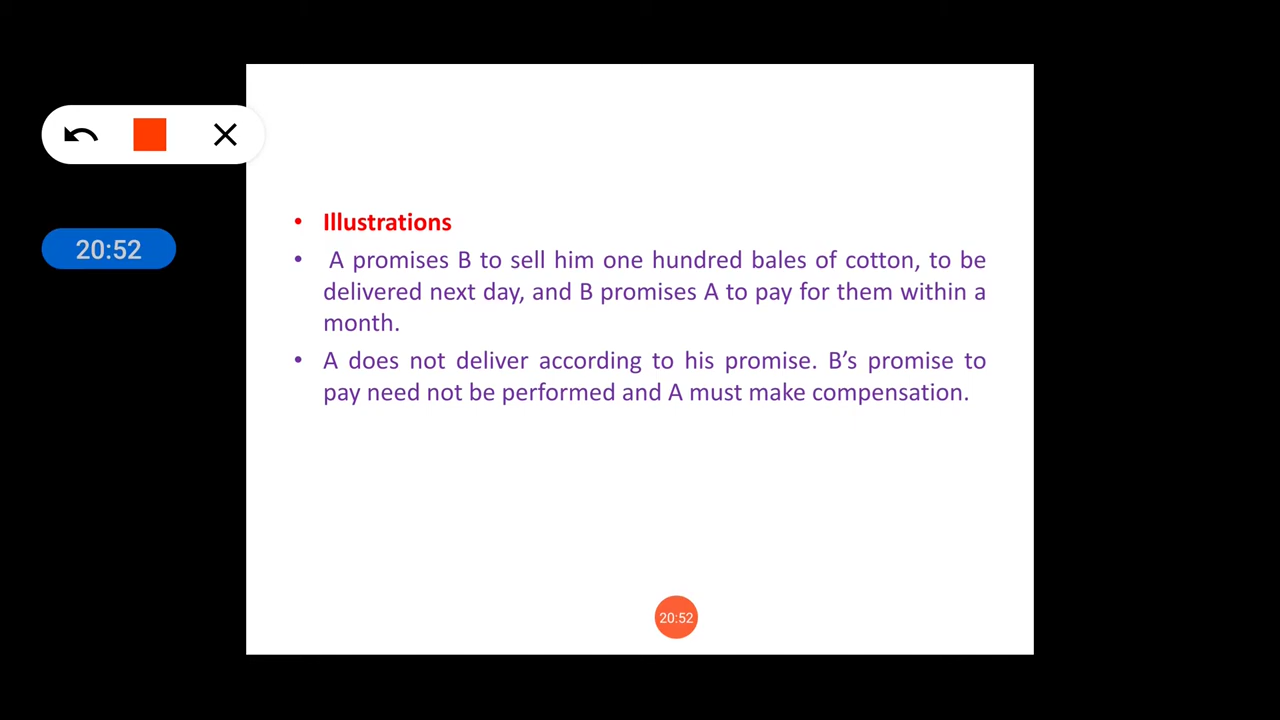 20:52
• Illustrations
• A promises B to sell him one hundred bales of cotton, to be
delivered next day, and B promises A to pay for them within a
month.
• A does not deliver according to his promise. B’s promise to
pay need not be performed and A must make compensation.
20:52